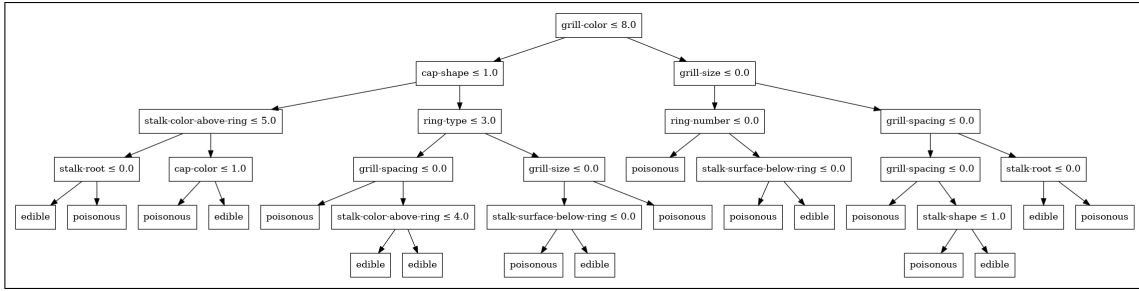 grill-color ≤ 8.0
cap-shape ≤ 1.0
grill-size ≤ 0.0
stalk-color-above-ring ≤ 5.0
ring-type ≤ 3.0
ring-number ≤ 0.0
grill-spacing ≤ 0.0
stalk-root ≤ 0.0
cap-color ≤ 1.0
grill-spacing ≤ 0.0
grill-size ≤ 0.0
poisonous
stalk-surface-below-ring ≤ 0.0
grill-spacing ≤ 0.0
stalk-root ≤ 0.0
edible
poisonous
poisonous
edible
poisonous
stalk-color-above-ring ≤ 4.0
stalk-surface-below-ring ≤ 0.0
poisonous
poisonous
edible
poisonous
stalk-shape ≤ 1.0
edible
poisonous
edible
edible
poisonous
edible
poisonous
edible